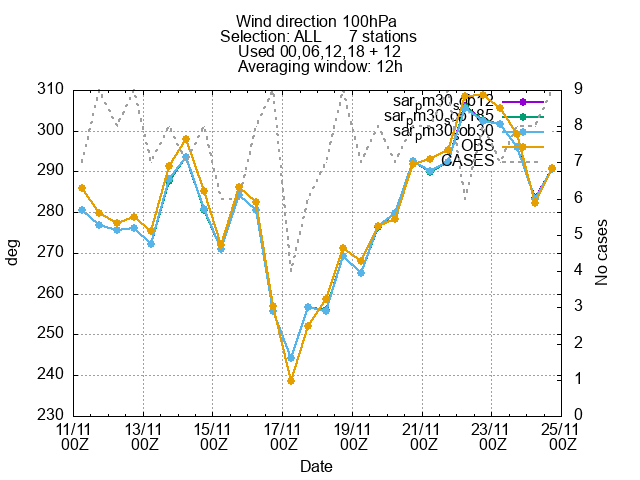 Wind direction 100hPa
Selection: ALL 7 stations
Used 00,06,12,18 + 12
Averaging window: 12h
310 9
300 8
290 7
280 6
270 5
260 4
250 3
240 2
1
230 0
deg
No cases
OBS
CASES
11/11 13/11 15/11 17/11 19/11 21/11 23/11 25/11
00Z 00Z 00Z 00Z 00Z 00Z 00Z 00Z
Date